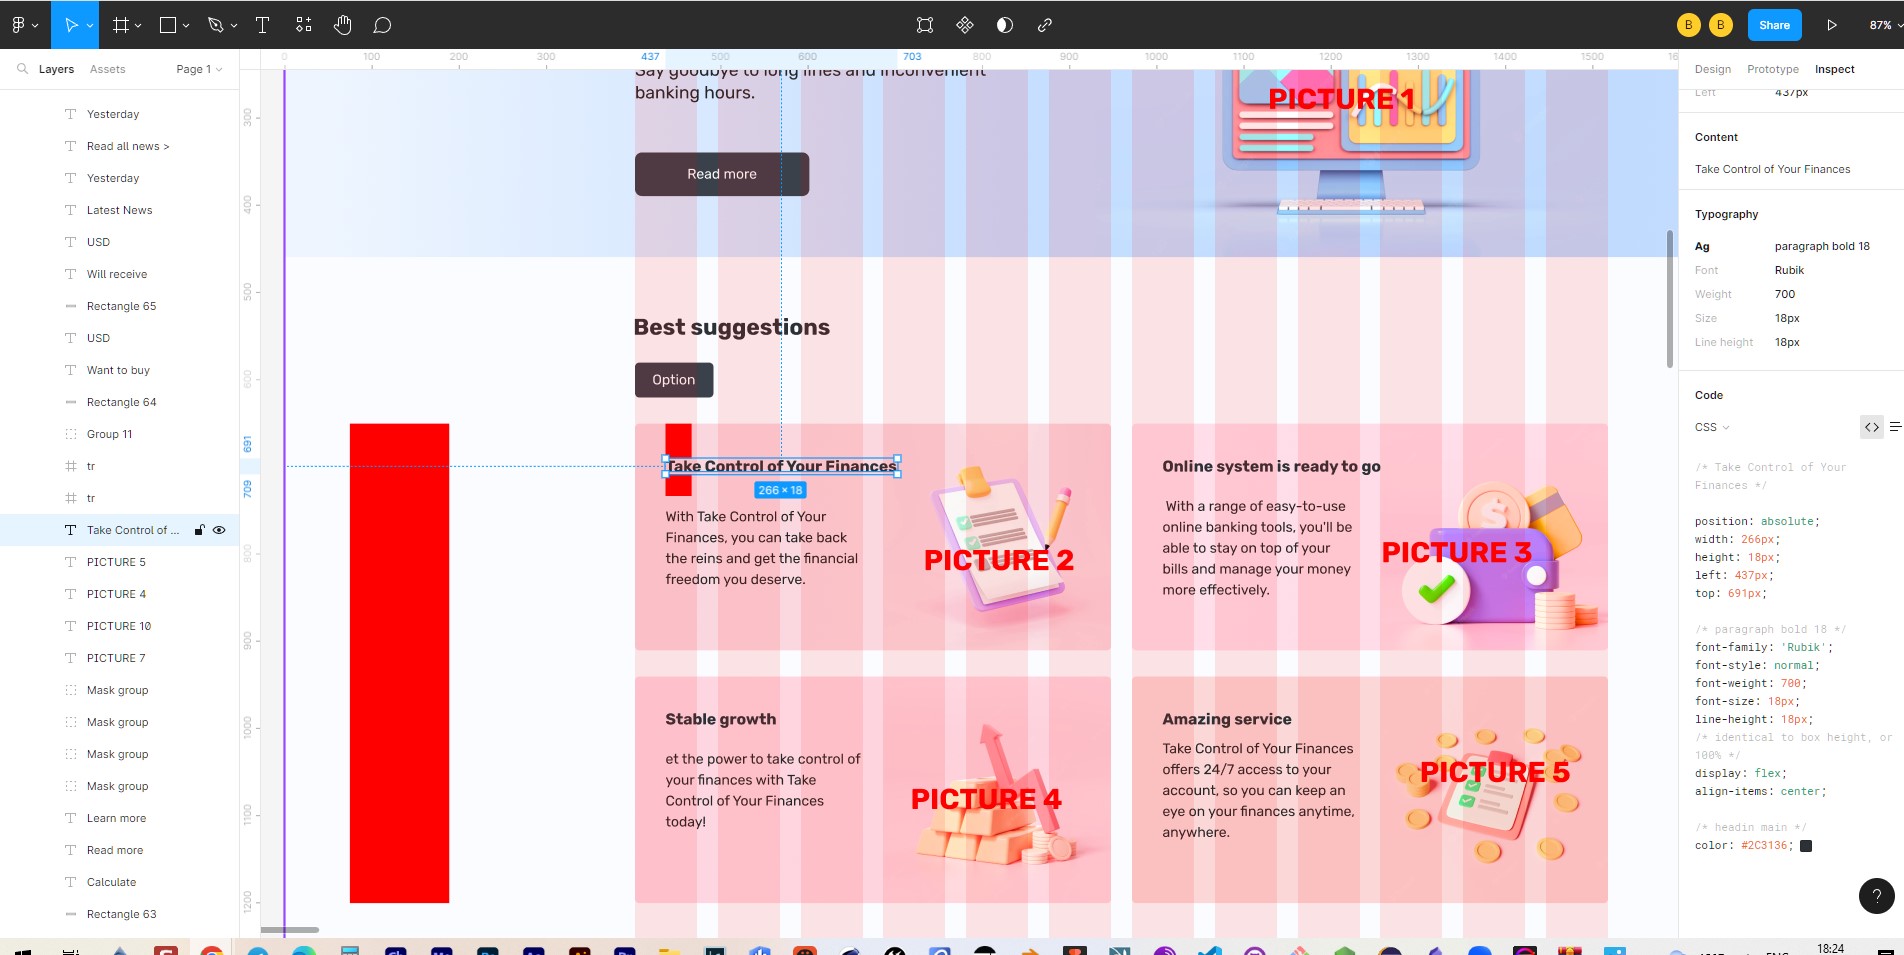 B
B
Share
87%
Layers
Assets
Page 1
Design
Prototype
Inspect
0
100
200
300
437
500
600
703
800
900
1000
1100
1200
1300
1400
1500
Yesterday
Read all news >
Yesterday
Latest News
USD
Will receive
Rectangle 65
USD
Want to buy
Rectangle 64
Group 11
tr
tr
Take Control of ...
PICTURE 5
PICTURE 4
PICTURE 10
PICTURE 7
Mask group
Mask group
Mask group
Mask group
Learn more
Read more
Calculate
Rectangle 63
300
400
500
600
691
709
800
900
1000
1100
1200
Say goodbye to long lines and inconvenient
banking hours.
Read more
PICTURE 1
Best suggestions
Option
Take Control of Your Finances
266 × 18
With Take Control of Your
Finances, you can take back
the reins and get the financial
freedom you deserve.
PICTURE 2
Online system is ready to go
With a range of easy-to-use
online banking tools, you'll be
able to stay on top of your
bills and manage your money
more effectively.
$
PICTURE 3
Stable growth
et the power to take control of
your finances with Take
Control of Your Finances
today!
PICTURE 4
Amazing service
Take Control of Your Finances
offers 24/7 access to your
account, so you can keep an
eye on your finances anytime,
anywhere.
PICTURE 5
Left 437px
Content
Take Control of Your Finances
Typography
Ag paragraph bold 18
Font Rubik
Weight 700
Size 18px
Line height 18px
Code
CSS
/* Take Control of Your
Finances */
position: absolute;
width: 266px;
height: 18px;
left: 437px;
top: 691px;
/* paragraph bold 18 */
font-family: 'Rubik';
font-style: normal;
font-weight: 700;
font-size: 18px;
line-height: 18px;
/* identical to box height, or
100% */
display: flex;
align-items: center;
/* headin main */
color: #2C3136;
?
18:24